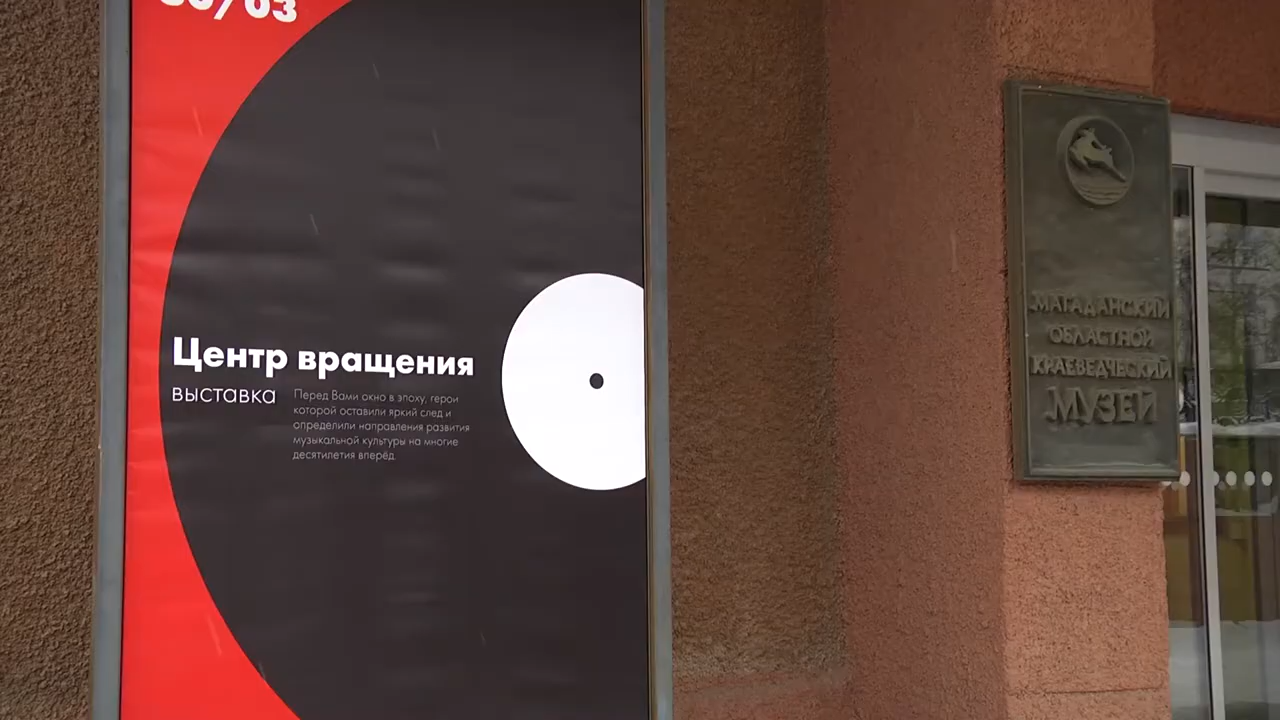 Центр вращения
выставка
Перед Вами окно в эпоху, герои
которой оставили яркий след и
определили направления развития
музыкальной культуры на многие
десятилетия вперёд.
МАГАДАНСКИЙ
ОБЛАСТНОЙ
КРАЕВЕДЧЕСКИЙ
МУЗЕЙ